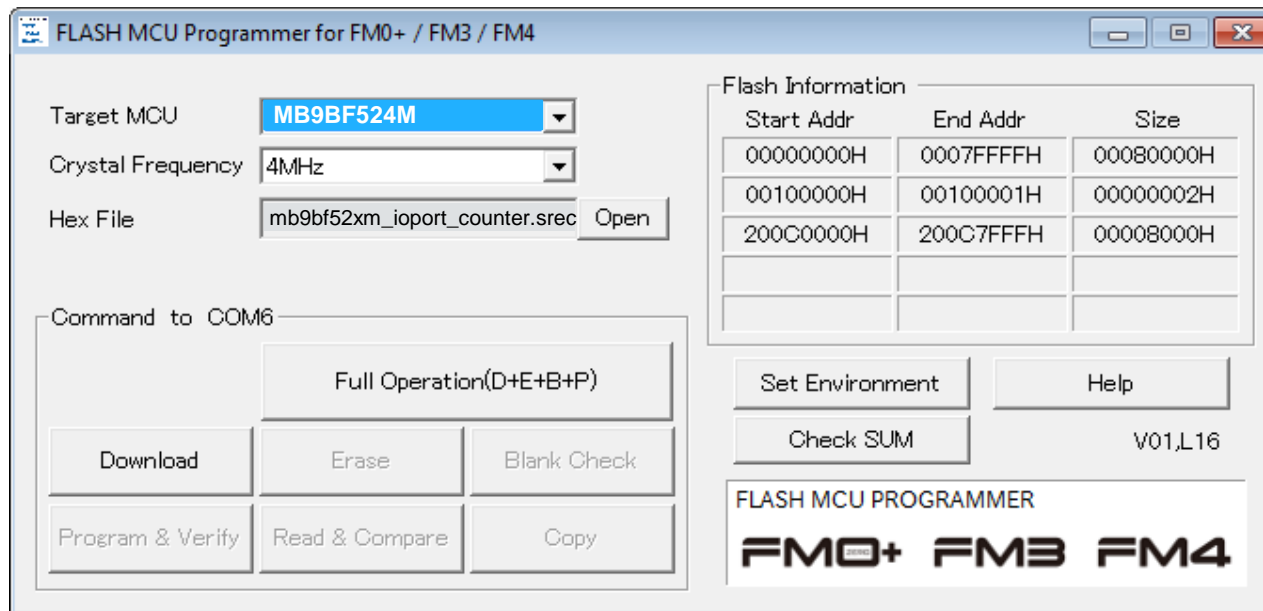 FLASH MCU Programmer for FM0+ / FM3 / FM4
Target MCU MB9BF524M
Crystal Frequency 4MHz
Hex File mb9bf52xm_ioport_counter.srec Open
Flash Information
Start Addr End Addr Size
00000000H 0007FFFFH 00080000H
00100000H 00100001H 00000002H
200C0000H 200C7FFFH 00008000H
Command to COM6
Full Operation(D+E+B+P)
Download Erase Blank Check
Program & Verify Read & Compare Copy
Set Environment Help
Check SUM V01,L16
FLASH MCU PROGRAMMER
FM0+ FM3 FM4